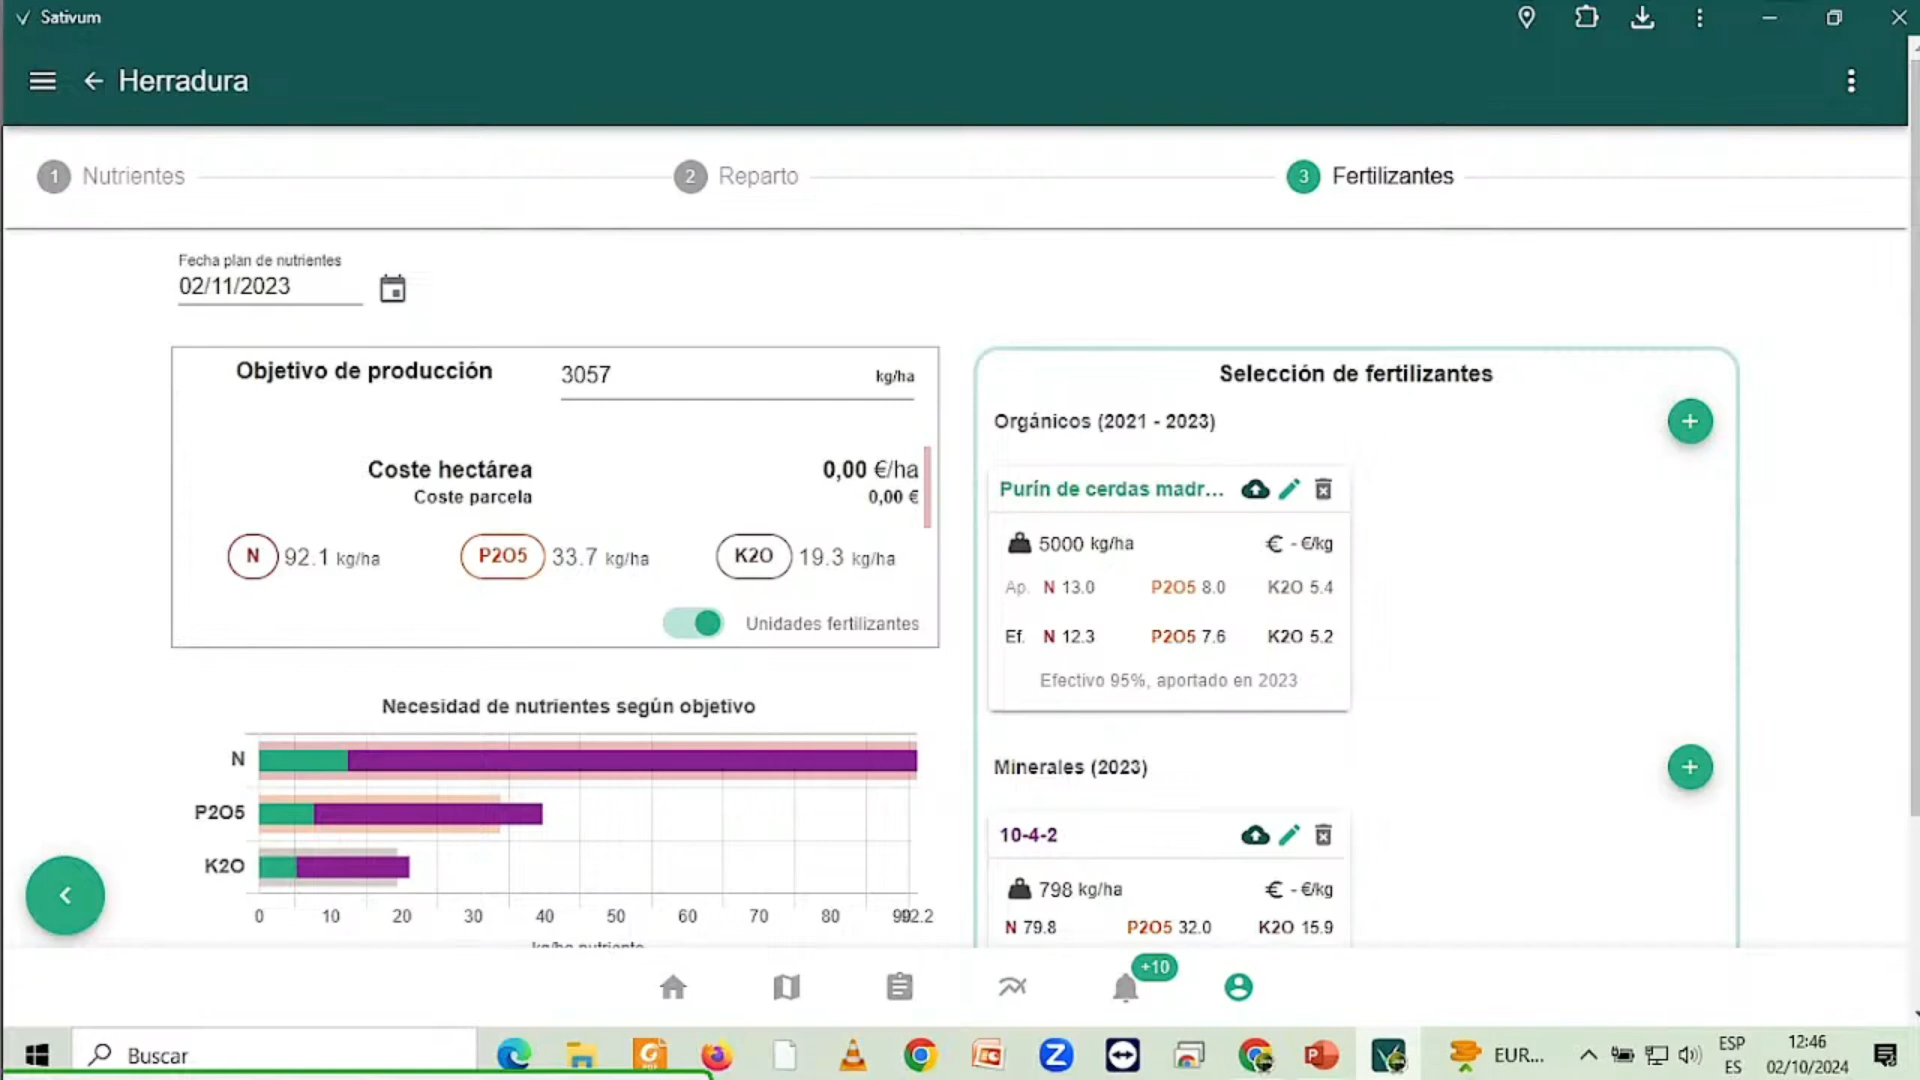 Sativum
Herradura
1 Nutrientes
2 Reparto
3 Fertilizantes
Fecha plan de nutrientes
02/11/2023
Objetivo de producción 3057 kg/ha
Coste hectárea 0,00 €/ha
Coste parcela 0,00 €
N 92.1 kg/ha P2O5 33.7 kg/ha K2O 19.3 kg/ha
Unidades fertilizantes
Necesidad de nutrientes según objetivo
N
P2O5
K2O
0 10 20 30 40 50 60 70 80 90 92.2
kg/ha nutriente
Selección de fertilizantes
Orgánicos (2021 - 2023)
+
Purín de cerdas madr...
5000 kg/ha € - €/kg
Ap. N 13.0 P2O5 8.0 K2O 5.4
Ef. N 12.3 P2O5 7.6 K2O 5.2
Efectivo 95%, aportado en 2023
Minerales (2023)
+
10-4-2
798 kg/ha € - €/kg
N 79.8 P2O5 32.0 K2O 15.9
+10
Buscar
EUR...
ESP
ES
12:46
02/10/2024